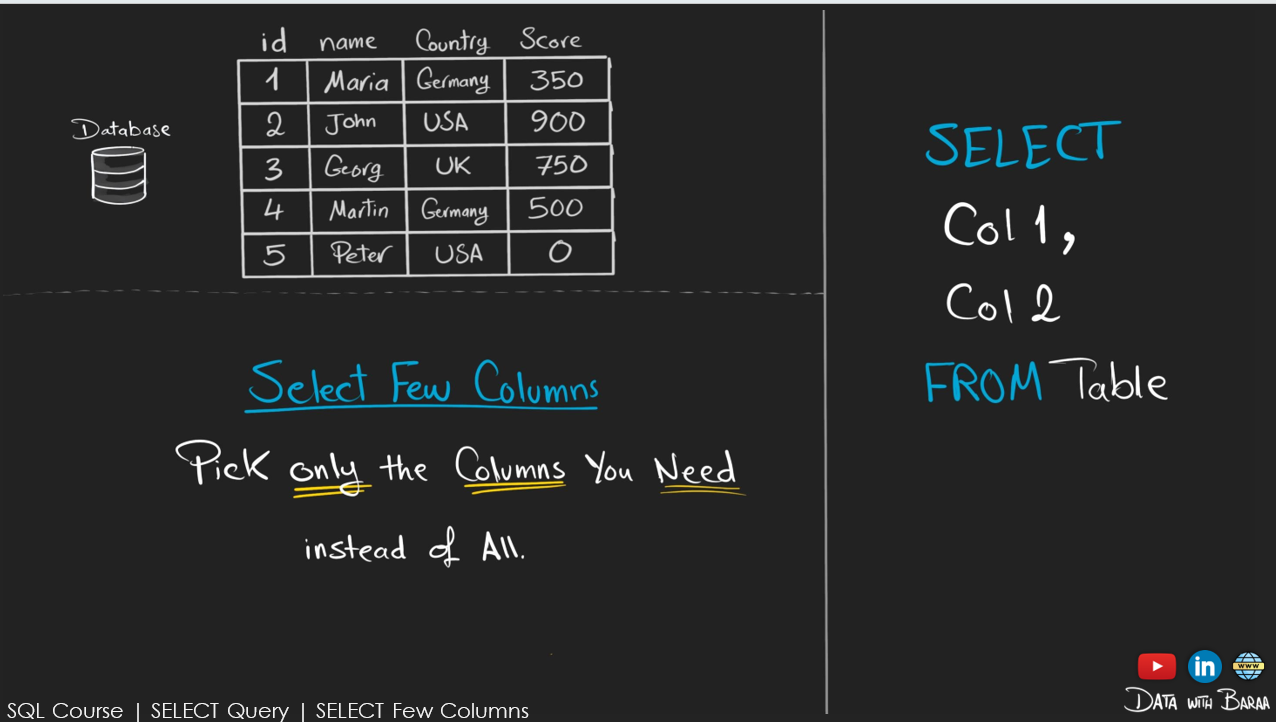 id name Country Score
1 Maria Germany 350
2 John USA 900
3 Georg UK 750
4 Martin Germany 500
5 Peter USA 0
Database
Select Few Columns
Pick only the Columns You Need
instead of All.
SELECT
Col 1,
Col 2
FROM Table
in
WWW
DATA WITH BARAA
SQL Course | SELECT Query | SELECT Few Columns